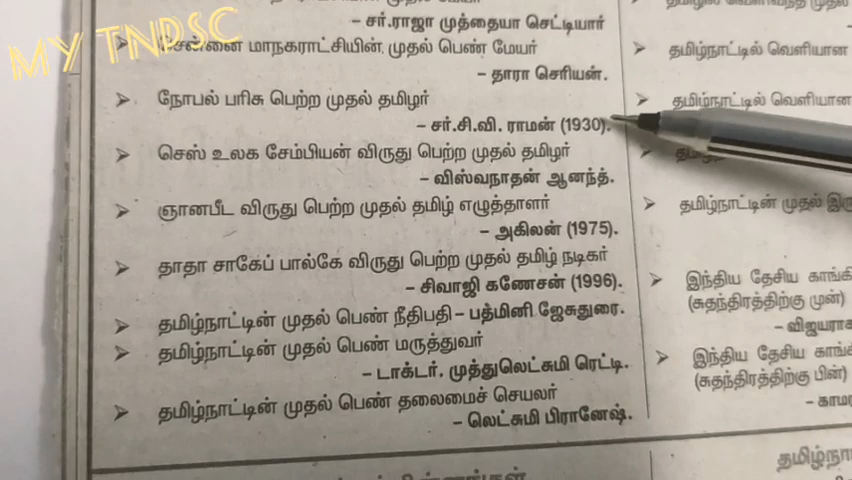 MY TNDSC
– சர்.ராஜா முத்தையா செட்டியார்
சென்னை மாநகராட்சியின் முதல் பெண் மேயர்
– தாரா செரியன்.
நோபல் பரிசு பெற்ற முதல் தமிழர்
– சர்.சி.வி. ராமன் (1930).
செஸ் உலக சேம்பியன் விருது பெற்ற முதல் தமிழர்
– விஸ்வநாதன் ஆனந்த்.
ஞானபீட விருது பெற்ற முதல் தமிழ் எழுத்தாளர்
– அகிலன் (1975).
தாதா சாகேப் பால்கே விருது பெற்ற முதல் தமிழ் நடிகர்
– சிவாஜி கணேசன் (1996).
தமிழ்நாட்டின் முதல் பெண் நீதிபதி – பத்மினி ஜேசுதுரை.
தமிழ்நாட்டின் முதல் பெண் மருத்துவர்
– டாக்டர். முத்துலெட்சுமி ரெட்டி.
தமிழ்நாட்டின் முதல் பெண் தலைமைச் செயலர்
– லெட்சுமி பிரானேஷ்.
தமிழ்நாட்டில் வெளியான
தமிழ்நாட்டில் வெளியான
தமிழ்நாட்டின் முதல்
இந்திய தேசிய
(சுதந்திரத்திற்கு முன்)
இந்திய தேசிய
(சுதந்திரத்திற்கு பின்)